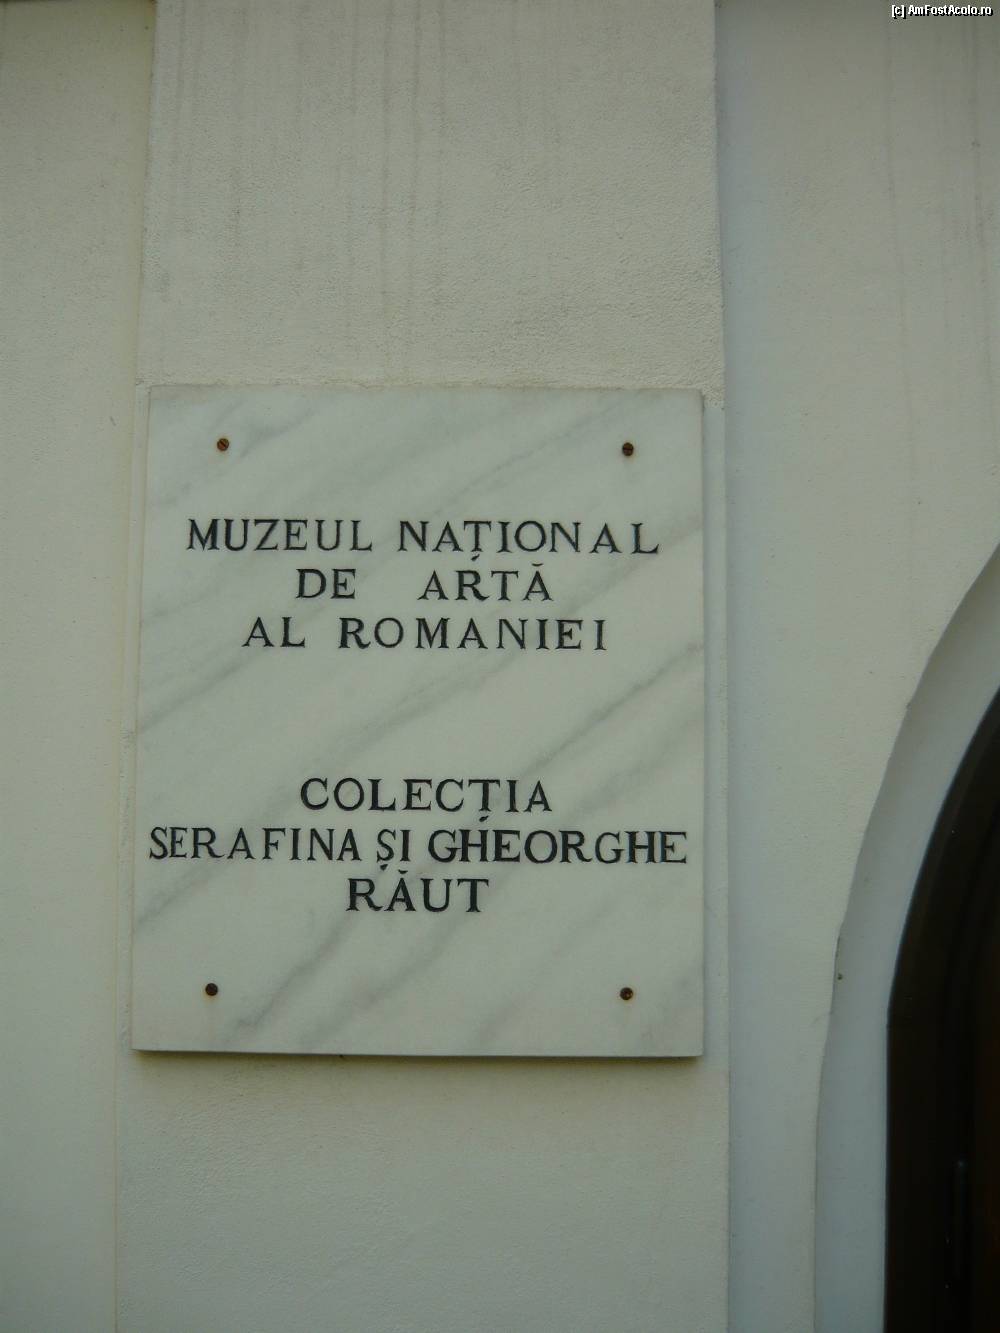 [c] AmFostAcolo.ro
MUZEUL NAȚIONAL
DE ARTĂ
AL ROMANIEI
COLECȚIA
SERAFINA ȘI GHEORGHE
RĂUT